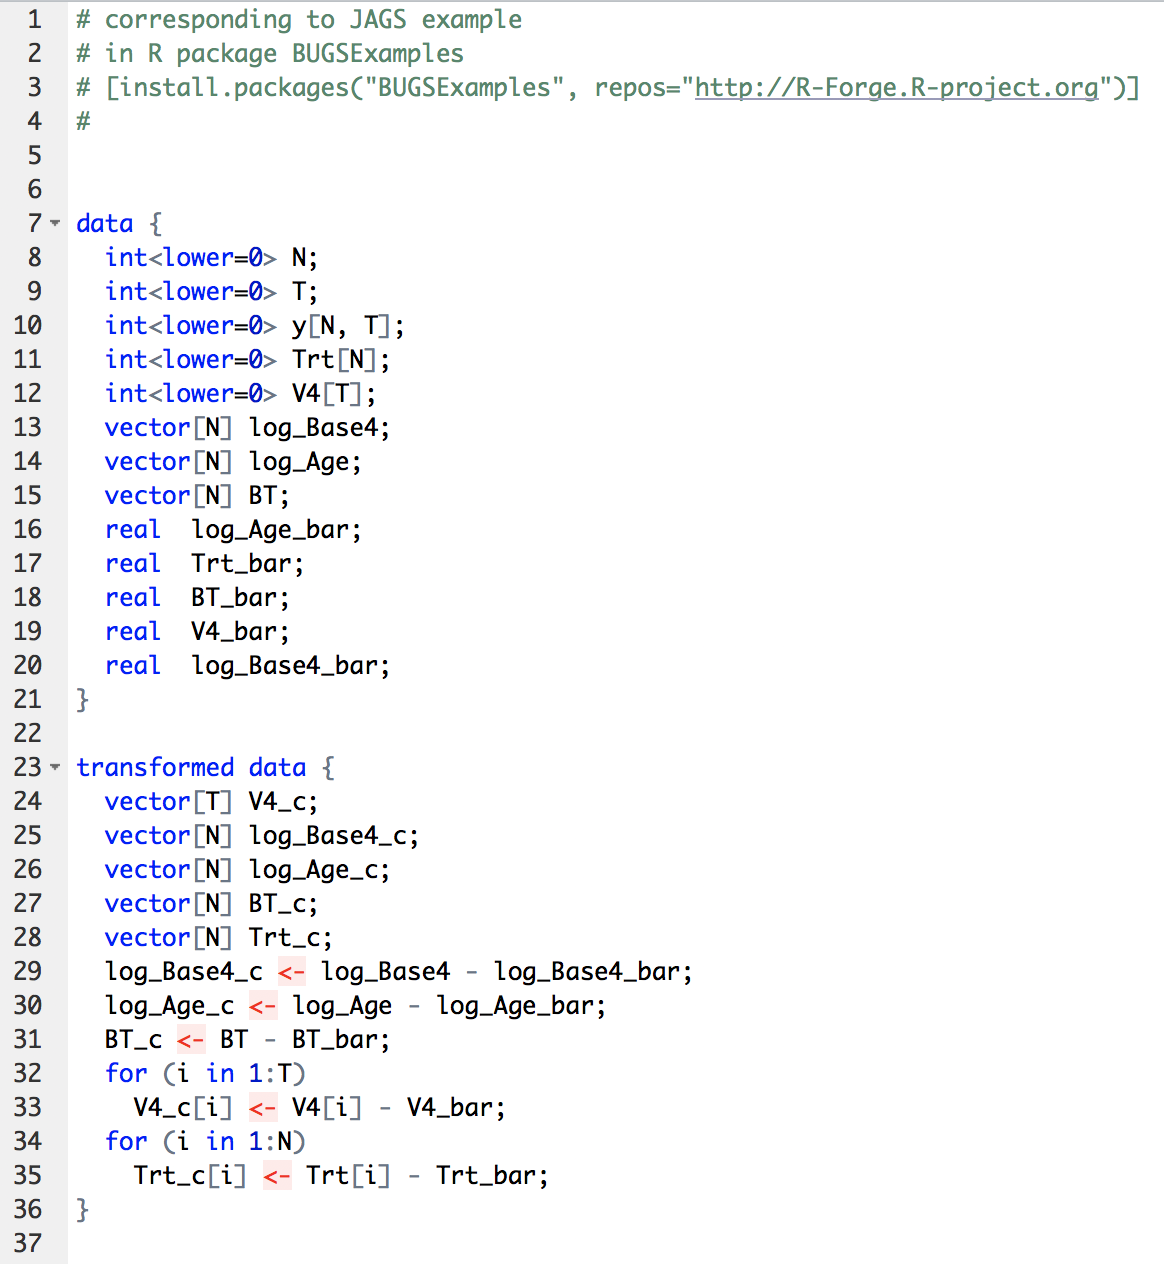 1 # corresponding to JAGS example
2 # in R package BUGSExamples
3 # [install.packages("BUGSExamples", repos="http://R-Forge.R-project.org")]
4 #
5
6
7 data {
8   int<lower=0> N;
9   int<lower=0> T;
10   int<lower=0> y[N, T];
11   int<lower=0> Trt[N];
12   int<lower=0> V4[T];
13   vector[N] log_Base4;
14   vector[N] log_Age;
15   vector[N] BT;
16   real  log_Age_bar;
17   real  Trt_bar;
18   real  BT_bar;
19   real  V4_bar;
20   real  log_Base4_bar;
21 }
22
23 transformed data {
24   vector[T] V4_c;
25   vector[N] log_Base4_c;
26   vector[N] log_Age_c;
27   vector[N] BT_c;
28   vector[N] Trt_c;
29   log_Base4_c <- log_Base4 - log_Base4_bar;
30   log_Age_c <- log_Age - log_Age_bar;
31   BT_c <- BT - BT_bar;
32   for (i in 1:T)
33     V4_c[i] <- V4[i] - V4_bar;
34   for (i in 1:N)
35     Trt_c[i] <- Trt[i] - Trt_bar;
36 }
37